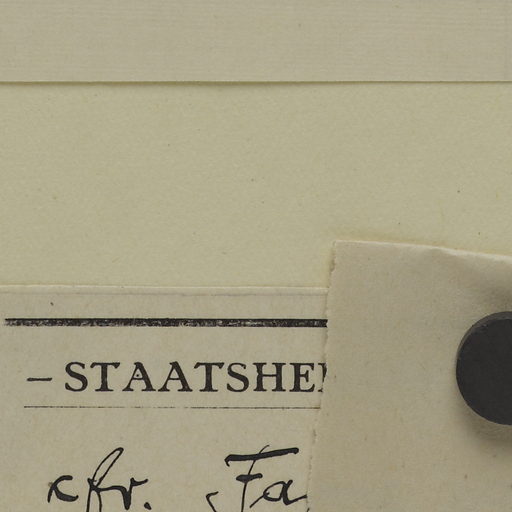 – STAATSHE
cfr. Fa